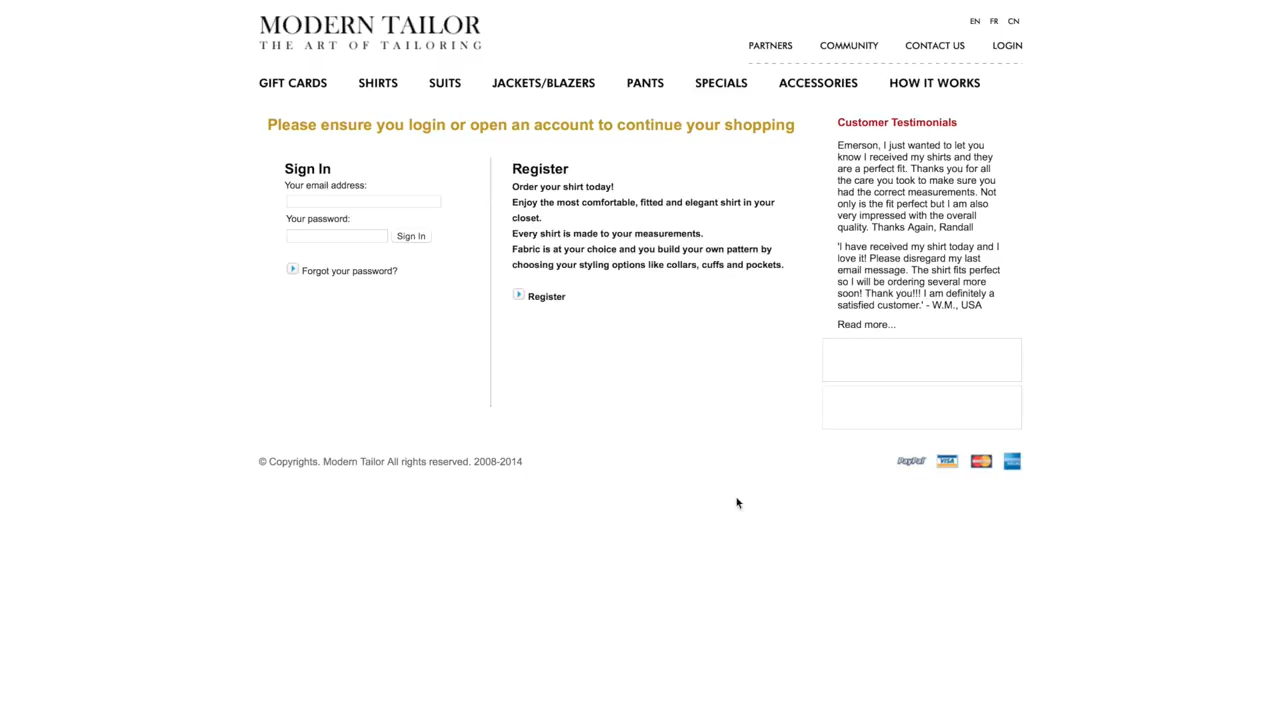 MODERN TAILOR
THE ART OF TAILORING
EN FR CN
PARTNERS COMMUNITY CONTACT US LOGIN
GIFT CARDS SHIRTS SUITS JACKETS/BLAZERS PANTS SPECIALS ACCESSORIES HOW IT WORKS
Please ensure you login or open an account to continue your shopping
Sign In
Your email address:
Your password:
Sign In
Forgot your password?
Register
Order your shirt today!
Enjoy the most comfortable, fitted and elegant shirt in your
closet.
Every shirt is made to your measurements.
Fabric is at your choice and you build your own pattern by
choosing your styling options like collars, cuffs and pockets.
Register
Customer Testimonials
Emerson, I just wanted to let you
know I received my shirts and they
are a perfect fit. Thanks you for all
the care you took to make sure you
had the correct measurements. Not
only is the fit perfect but I am also
very impressed with the overall
quality. Thanks Again, Randall
'I have received my shirt today and I
love it! Please disregard my last
email message. The shirt fits perfect
so I will be ordering several more
soon! Thank you!!! I am definitely a
satisfied customer.' - W.M., USA
Read more...
© Copyrights. Modern Tailor All rights reserved. 2008-2014
PayPal VISA MasterCard